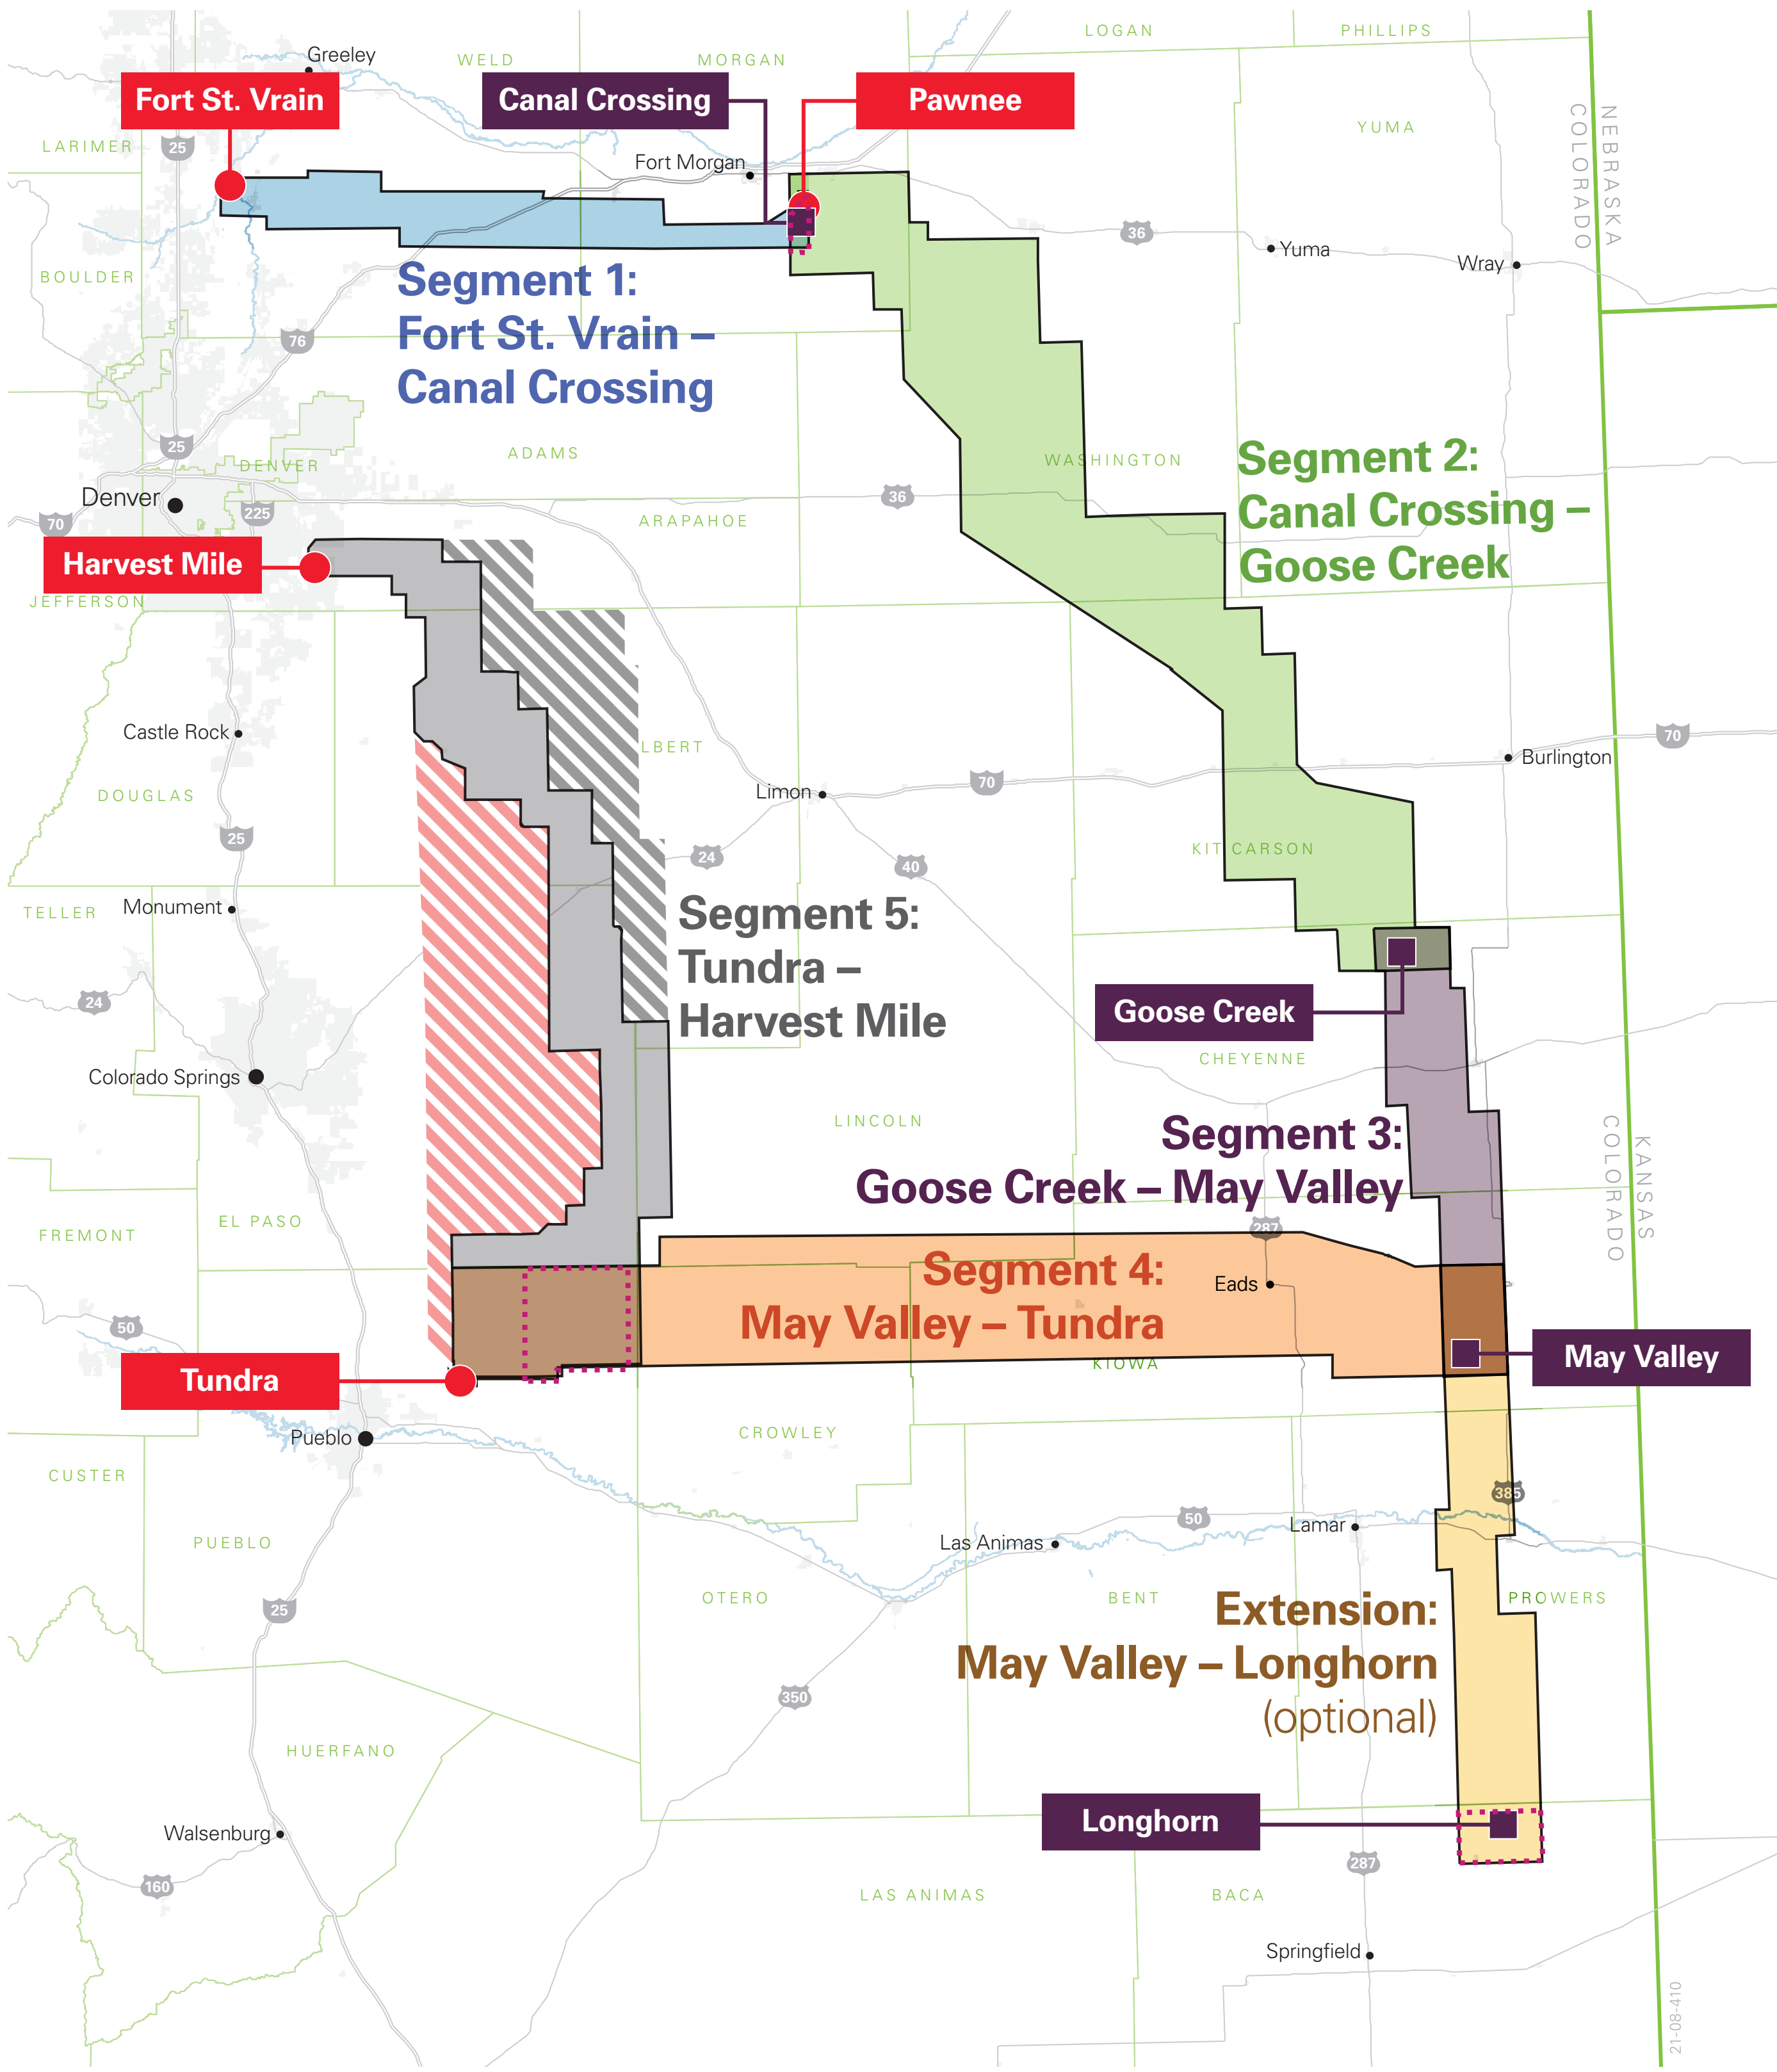 LOGAN
PHILLIPS
Greeley
WELD
MORGAN
Fort St. Vrain
Canal Crossing
Pawnee
YUMA
COLORADO
NEBRASKA
LARIMER
25
Fort Morgan
36
Yuma
Wray
BOULDER
Segment 1:
Fort St. Vrain –
Canal Crossing
76
25
ADAMS
DENVER
WASHINGTON
Segment 2:
Canal Crossing –
Goose Creek
Denver
70
225
36
ARAPAHOE
Harvest Mile
JEFFERSON
Castle Rock
LBERT
70
Burlington
DOUGLAS
Limon
70
25
24
40
KIT CARSON
TELLER
Monument
Segment 5:
Tundra –
Harvest Mile
24
Goose Creek
CHEYENNE
Colorado Springs
LINCOLN
Segment 3:
Goose Creek – May Valley
COLORADO
KANSAS
FREMONT
EL PASO
287
Segment 4:
May Valley – Tundra
Eads
50
KIOWA
May Valley
Tundra
Pueblo
CROWLEY
CUSTER
385
50
Lamar
Las Animas
PUEBLO
OTERO
BENT
PROWERS
25
Extension:
May Valley – Longhorn
(optional)
350
HUERFANO
Longhorn
Walsenburg
287
160
LAS ANIMAS
BACA
Springfield
21-08-410